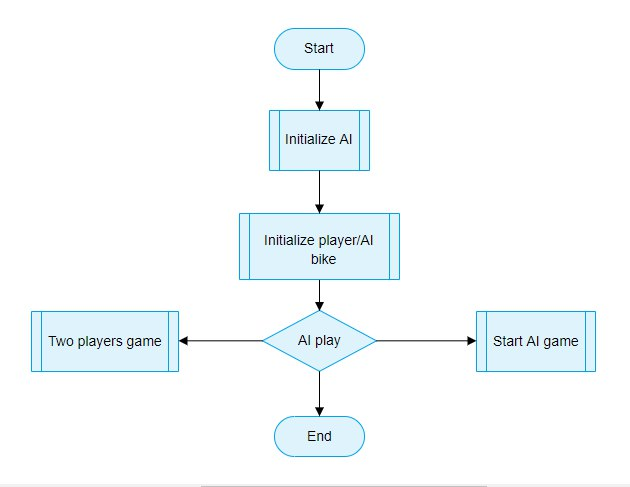 Start
Initialize AI
Initialize player/AI
bike
Two players game
AI play
Start AI game
End